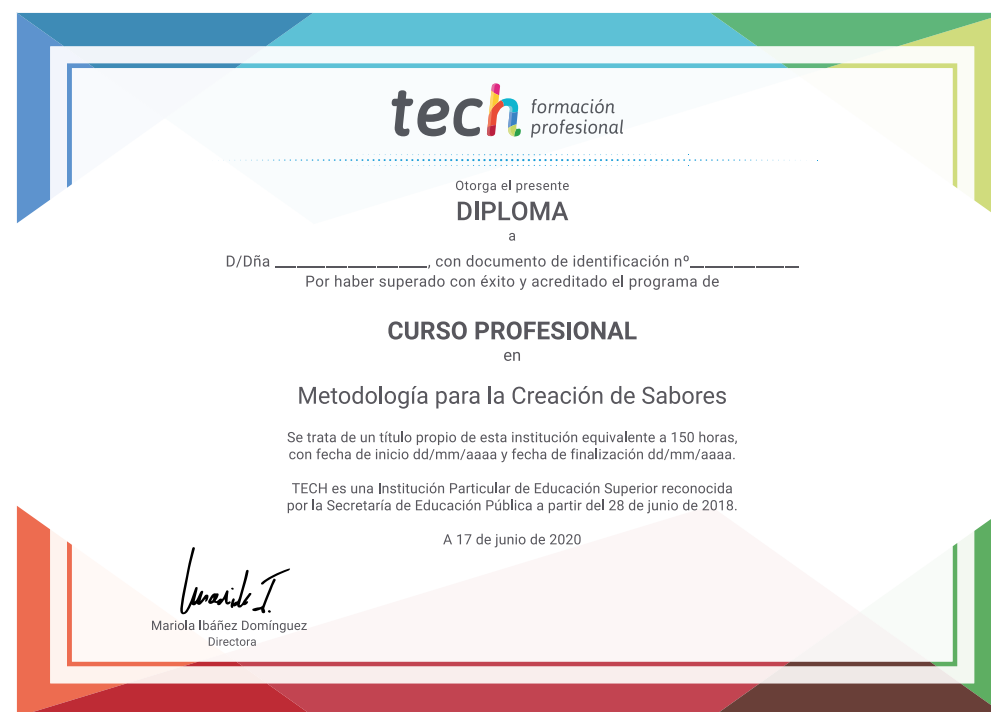 tech formación
profesional
Otorga el presente
DIPLOMA
a
D/Dña ____________________, con documento de identificación nº______________
Por haber superado con éxito y acreditado el programa de
CURSO PROFESIONAL
en
Metodología para la Creación de Sabores
Se trata de un título propio de esta institución equivalente a 150 horas,
con fecha de inicio dd/mm/aaaa y fecha de finalización dd/mm/aaaa.
TECH es una Institución Particular de Educación Superior reconocida
por la Secretaría de Educación Pública a partir del 28 de junio de 2018.
A 17 de junio de 2020
Mariola I.
Mariola Ibáñez Domínguez
Directora